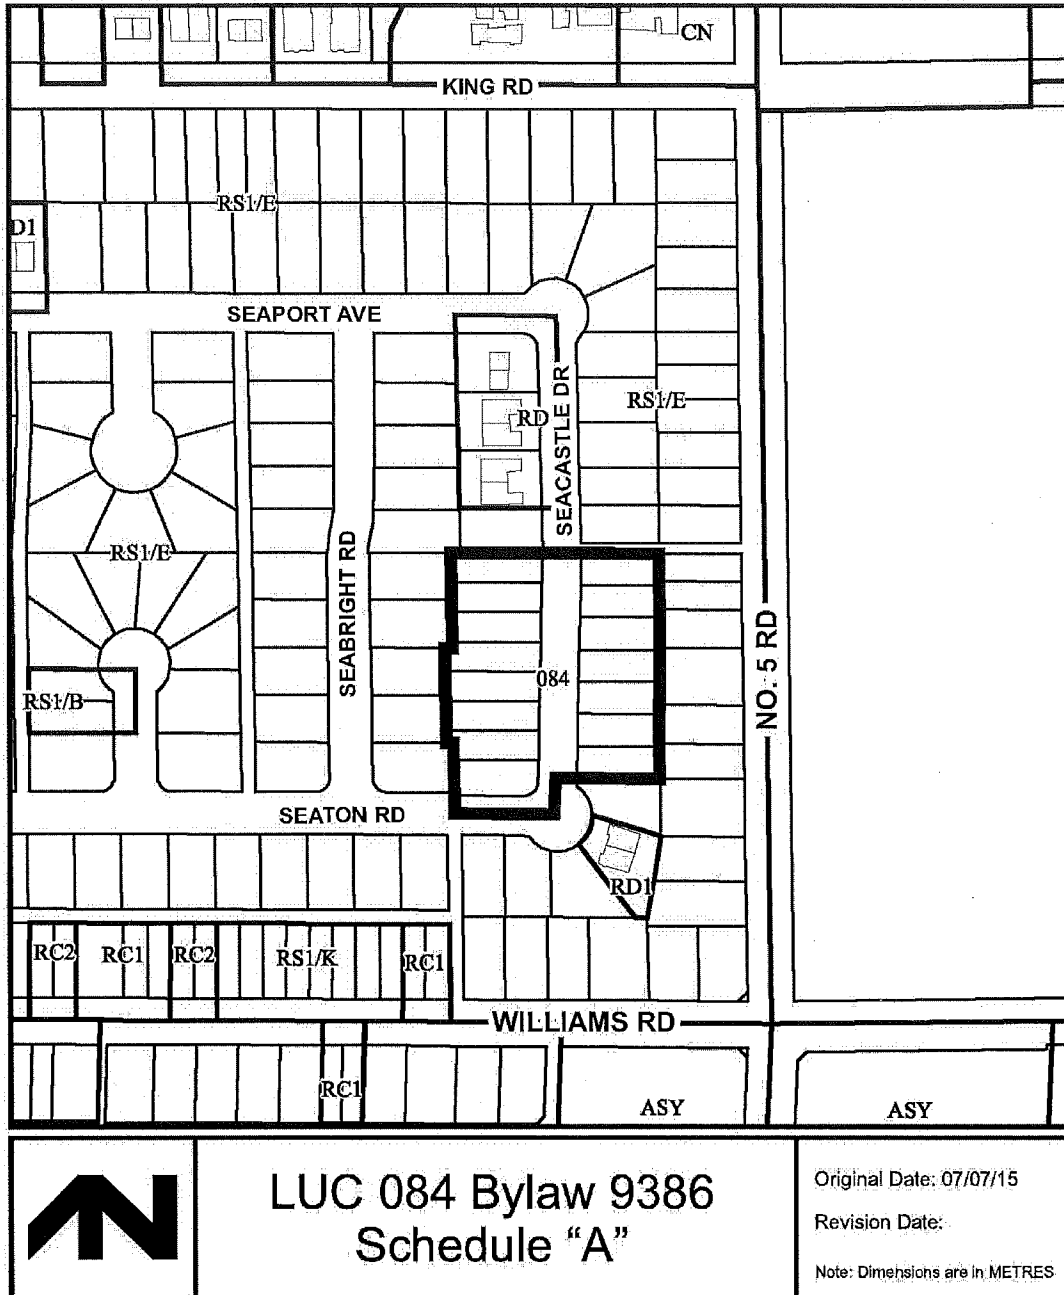 CN
KING RD
RS1/E
D1
SEAPORT AVE
SEACASTLE DR
RS1/E
RD
RS1/E
SEABRIGHT RD
NO. 5 RD
084
RS1/B
SEATON RD
RD1
RC2
RC1
RC2
RS1/K
RC1
WILLIAMS RD
RC1
ASY
ASY
LUC 084 Bylaw 9386
Schedule “A”
Original Date: 07/07/15
Revision Date:
Note: Dimensions are in METRES